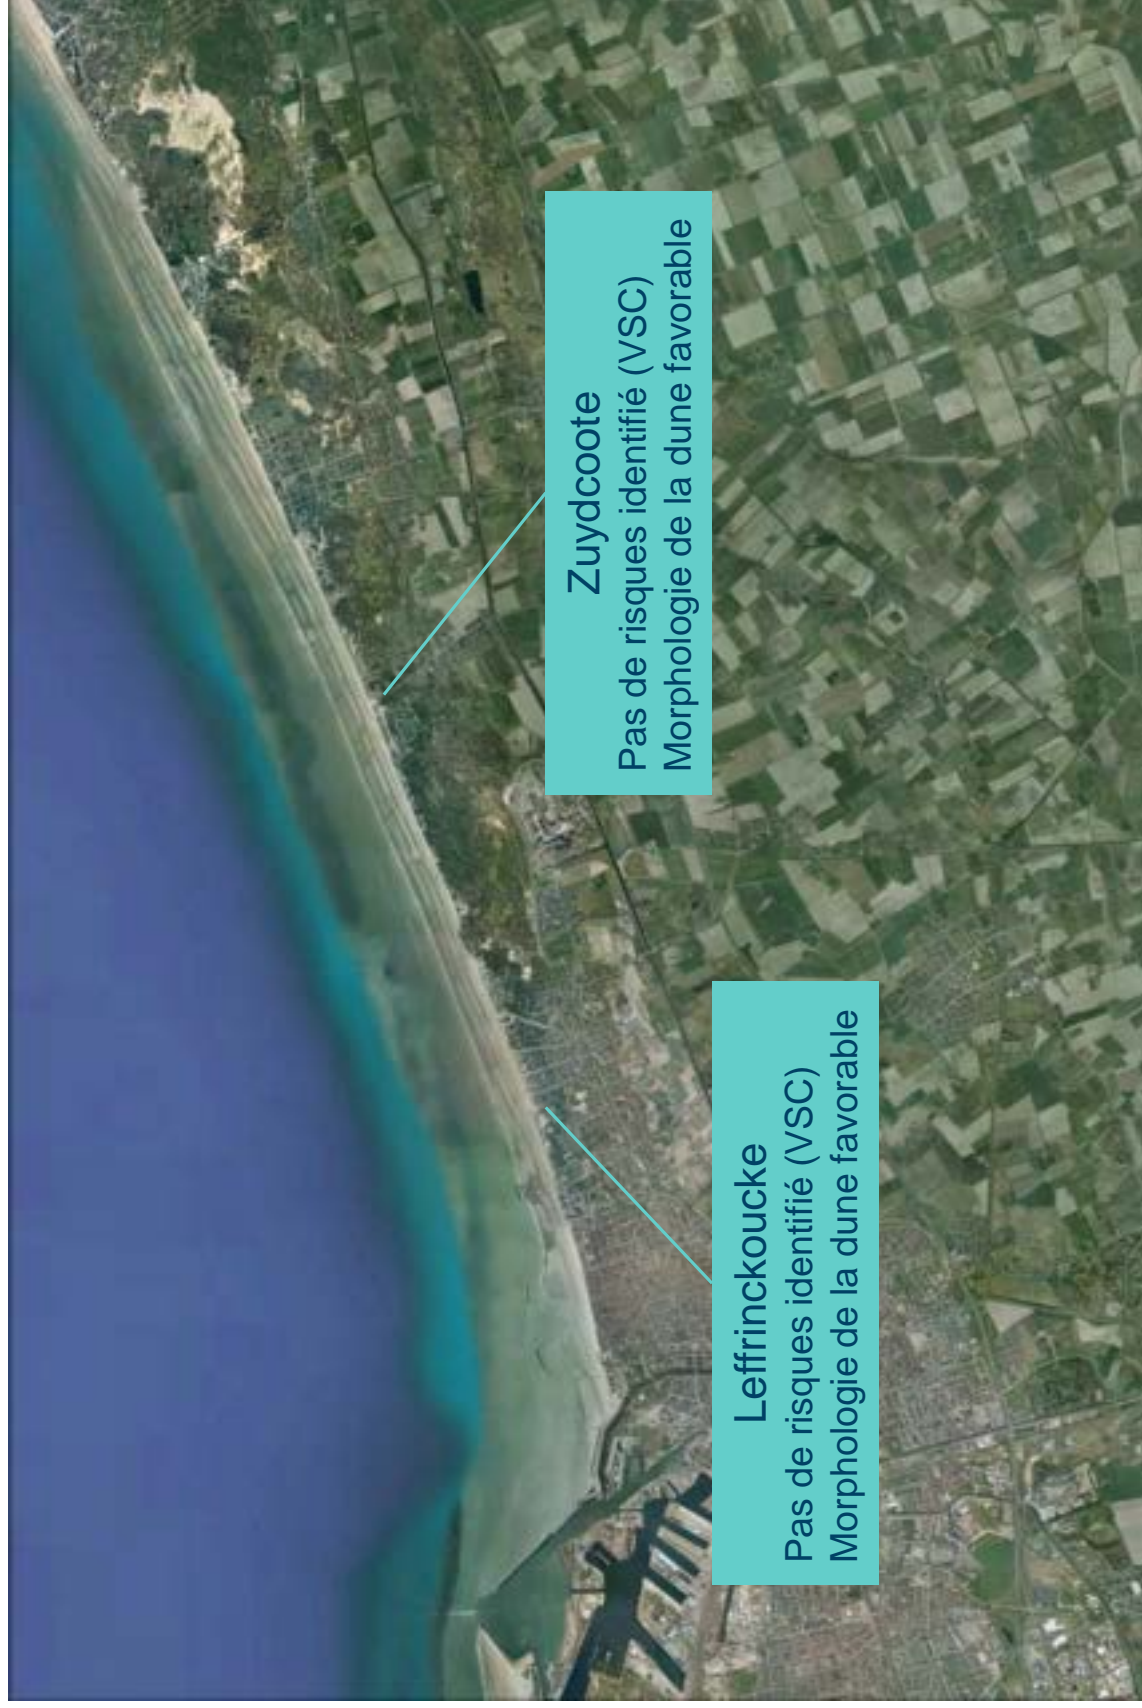 Zuydcoote
Pas de risques identifié (VSC)
Morphologie de la dune favorable
Leffrinckoucke
Pas de risques identifié (VSC)
Morphologie de la dune favorable